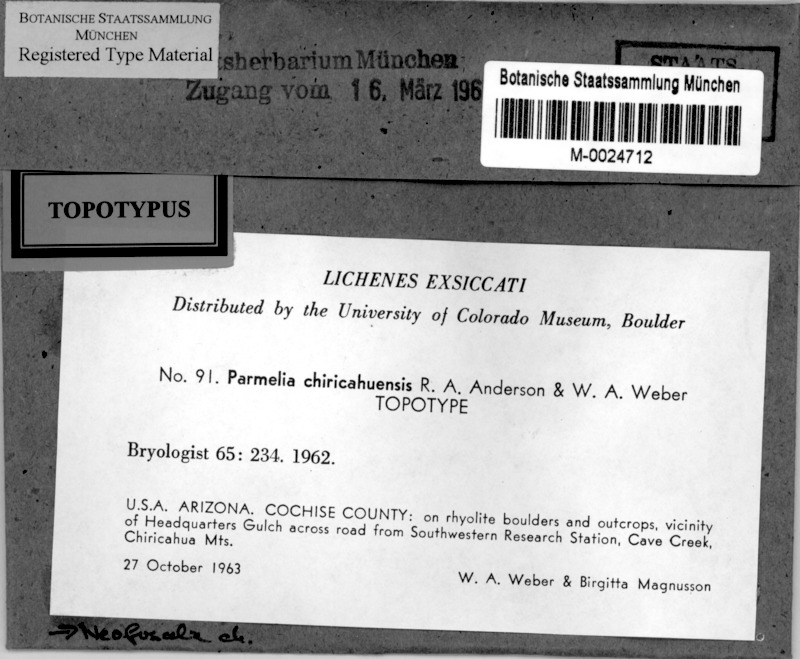 BOTANISCHE STAATSSAMMLUNG
MÜNCHEN
Registered Type Material
tsherbarium München
Zugang vom 16. März 196
STAATS
Botanische Staatssammlung München
M-0024712
TOPOTYPUS
LICHENES EXSICCATI
Distributed by the University of Colorado Museum, Boulder
No. 91. Parmelia chiricahuensis R. A. Anderson & W. A. Weber
TOPOTYPE
Bryologist 65: 234. 1962.
U.S.A. ARIZONA. COCHISE COUNTY: on rhyolite boulders and outcrops, vicinity
of Headquarters Gulch across road from Southwestern Research Station, Cave Creek,
Chiricahua Mts.
27 October 1963
W. A. Weber & Birgitta Magnusson
→ ch.